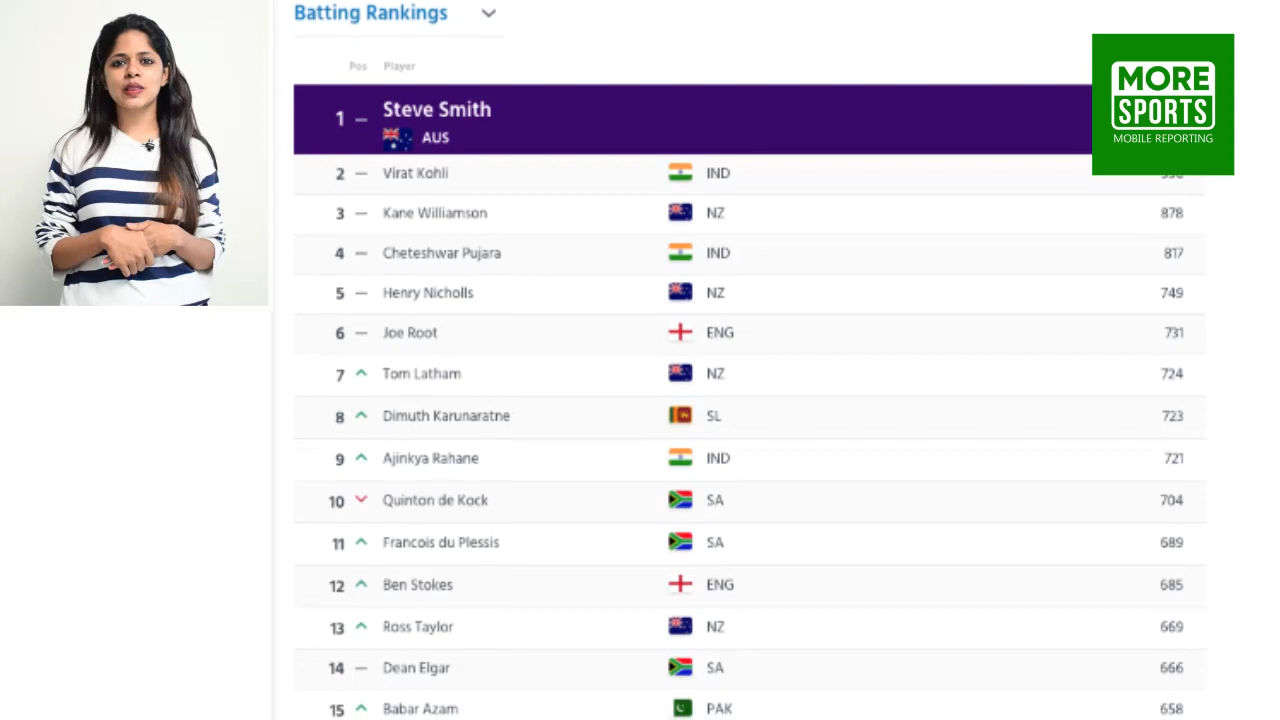 Batting Rankings
Pos Player
1 — Steve Smith
AUS
MORE
SPORTS
MOBILE REPORTING
2 — Virat Kohli IND
3 — Kane Williamson NZ 878
4 — Cheteshwar Pujara IND 817
5 — Henry Nicholls NZ 749
6 — Joe Root ENG 731
7 Tom Latham NZ 724
8 Dimuth Karunaratne SL 723
9 Ajinkya Rahane IND 721
10 Quinton de Kock SA 704
11 Francois du Plessis SA 689
12 Ben Stokes ENG 685
13 Ross Taylor NZ 669
14 — Dean Elgar SA 666
15 Babar Azam PAK 658